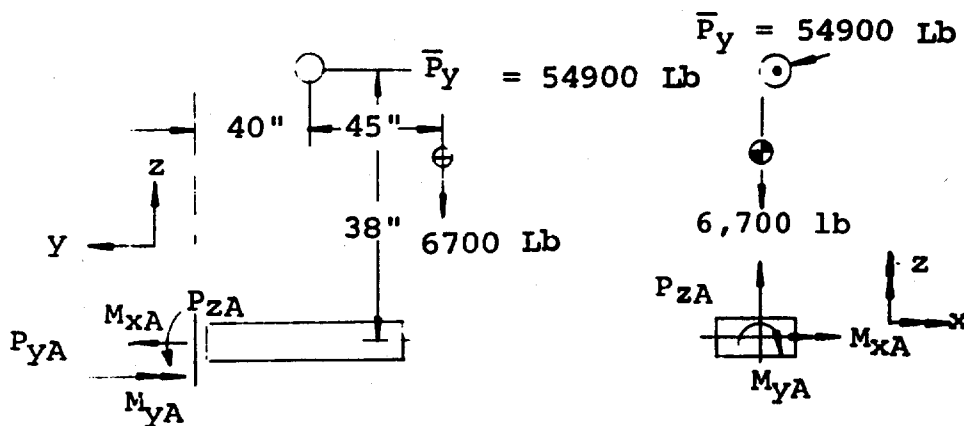 P̅y = 54900 Lb
P̅y = 54900 Lb
40"
45"
z
y
38"
6700 Lb
6,700 lb
PzA
MxA
PyA
MyA
PzA
z
x
MxA
MyA